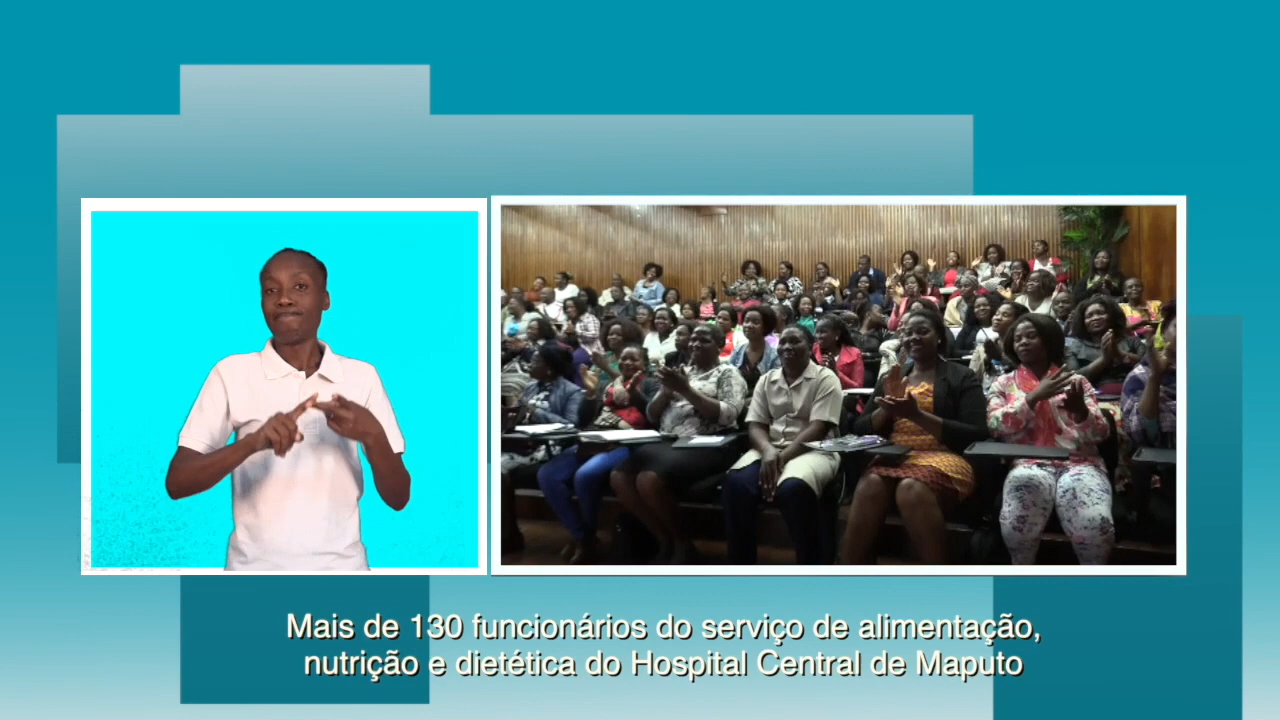 Mais de 130 funcionários do serviço de alimentação,
nutrição e dietética do Hospital Central de Maputo